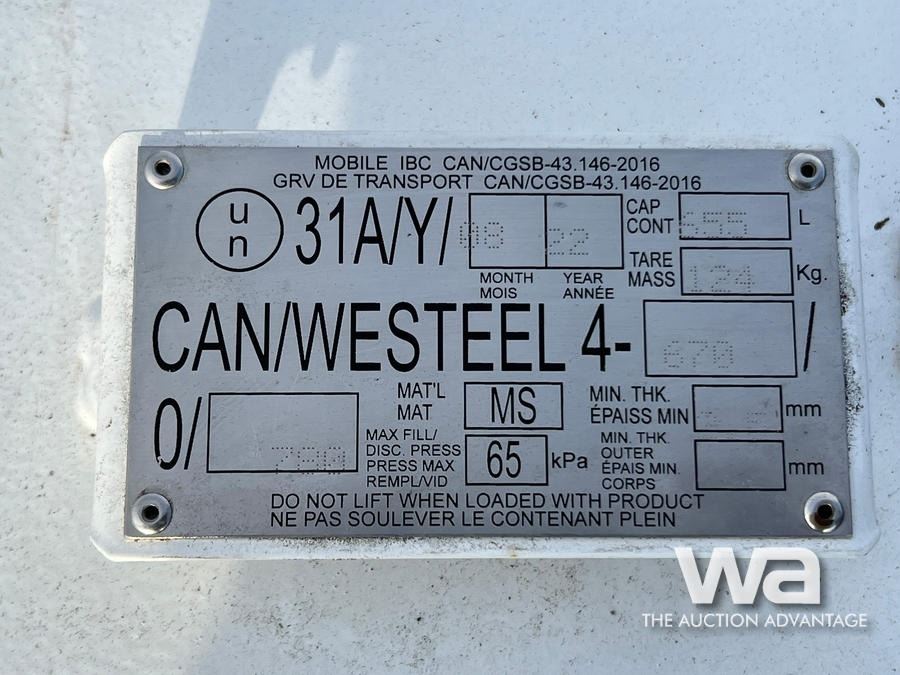 MOBILE IBC CAN/CGSB-43.146-2016
GRV DE TRANSPORT CAN/CGSB-43.146-2016
un 31A/Y/ 08 22
MONTH MOIS YEAR ANNÉE
CAP CONT 655 L
TARE MASS 124 Kg.
CAN/WESTEEL 4- 670 /
0/ 790
MAT'L MAT MS
MAX FILL/ DISC. PRESS PRESS MAX REMPL/VID 65 kPa
MIN. THK. ÉPAISS MIN mm
MIN. THK. OUTER ÉPAIS MIN. CORPS mm
DO NOT LIFT WHEN LOADED WITH PRODUCT
NE PAS SOULEVER LE CONTENANT PLEIN
wa
THE AUCTION ADVANTAGE